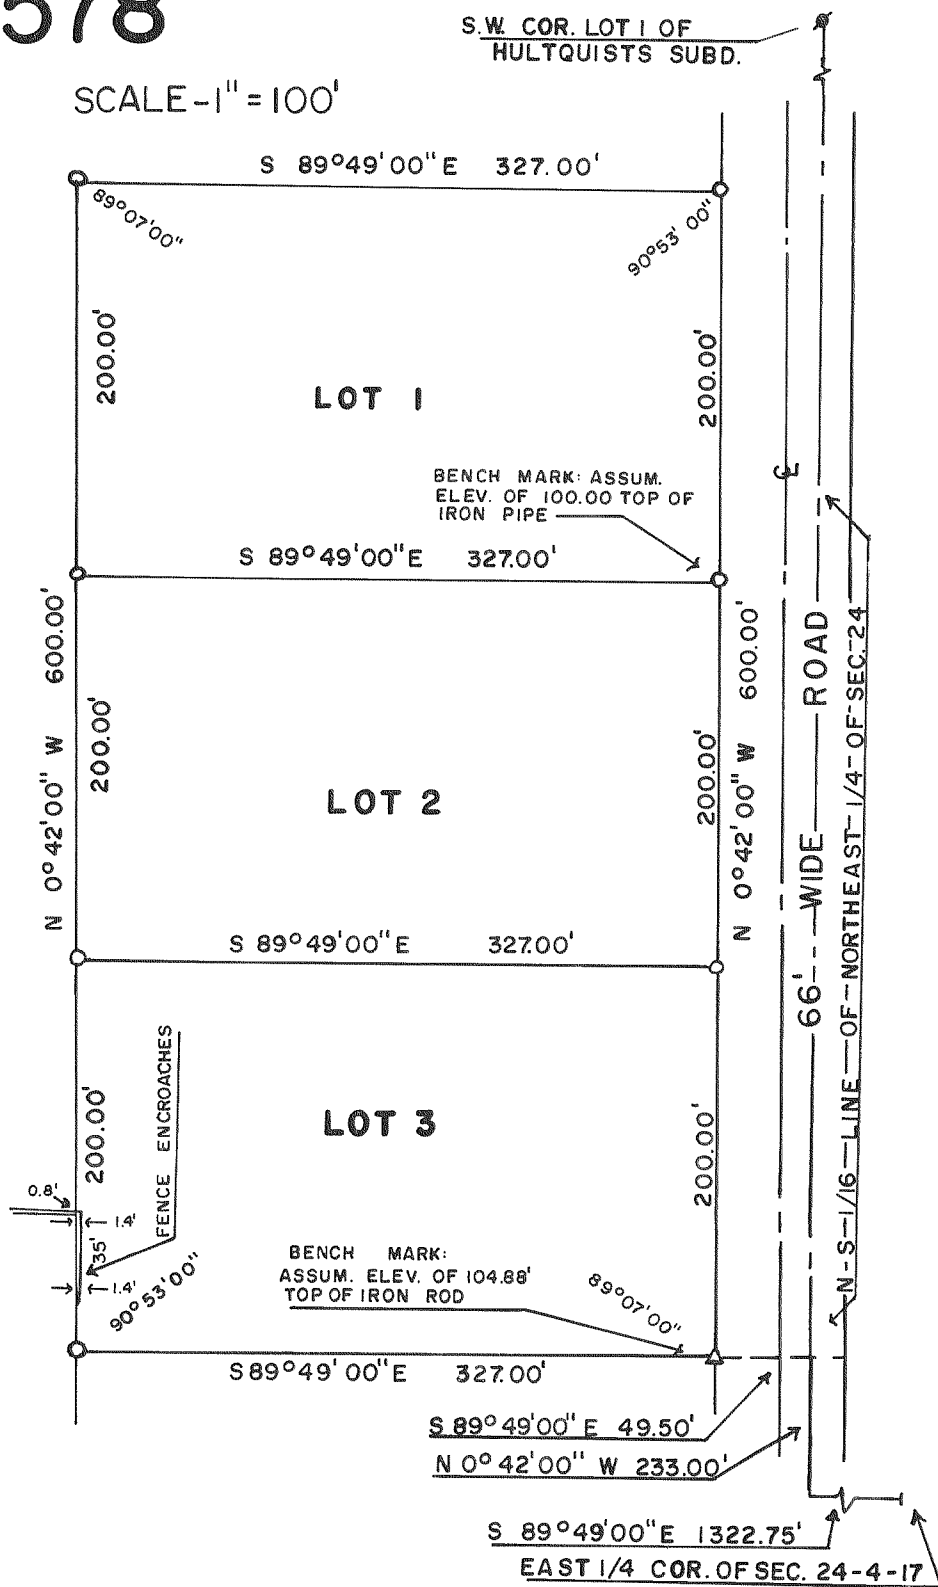 578
S.W. COR. LOT 1 OF
HULTQUISTS SUBD.
SCALE-1"=100'
S 89°49'00"E 327.00'
89°07'00"
90°53'00"
200.00'
200.00'
LOT 1
BENCH MARK: ASSUM.
ELEV. OF 100.00 TOP OF
IRON PIPE
S 89°49'00"E 327.00'
N 0°42'00" W 600.00'
200.00'
LOT 2
200.00'
N 0°42'00" W 600.00'
66' WIDE ROAD
N-S-1/16-LINE-OF-NORTHEAST-1/4-OF-SEC.-24
S 89°49'00"E 327.00'
FENCE ENCROACHES
200.00'
LOT 3
200.00'
0.8'
1.4'
35'
1.4'
90°53'00"
BENCH MARK:
ASSUM. ELEV. OF 104.88'
TOP OF IRON ROD
89°07'00"
S89°49'00"E 327.00'
S 89°49'00"E 49.50'
N 0°42'00" W 233.00'
S 89°49'00"E 1322.75'
EAST 1/4 COR. OF SEC. 24-4-17